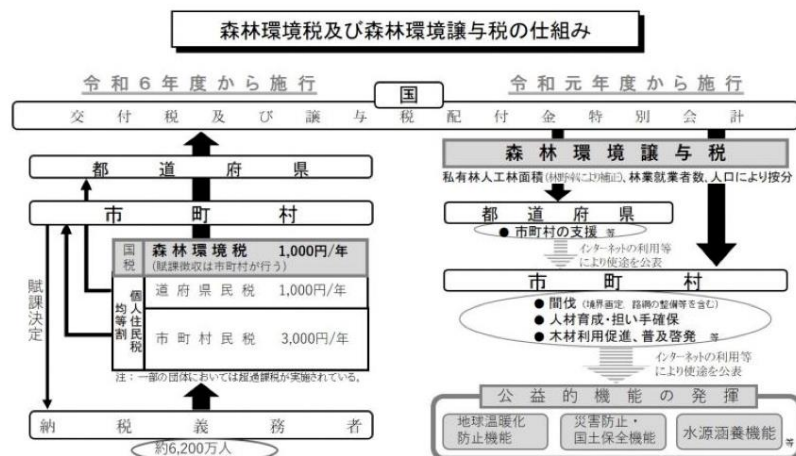 森林環境税及び森林環境譲与税の仕組み
令和６年度から施行
令和元年度から施行
国
交付税及び譲与税配付金特別会計
都道府県
市町村
国税
森林環境税 1,000円/年
(賦課徴収は市町村が行う)
個人住民税均等割
道府県民税 1,000円/年
市町村民税 3,000円/年
注：一部の団体においては超過課税が実施されている。
賦課決定
納税義務者
約6,200万人
森林環境譲与税
私有林人工林面積(林野率により補正)、林業就業者数、人口により按分
都道府県
● 市町村の支援 等
インターネットの利用等
により使途を公表
市町村
● 間伐（境界画定、路網の整備等を含む）
● 人材育成・担い手確保
● 木材利用促進、普及啓発 等
インターネットの利用等
により使途を公表
公益的機能の発揮
地球温暖化
防止機能
災害防止・
国土保全機能
水源涵養機能
等